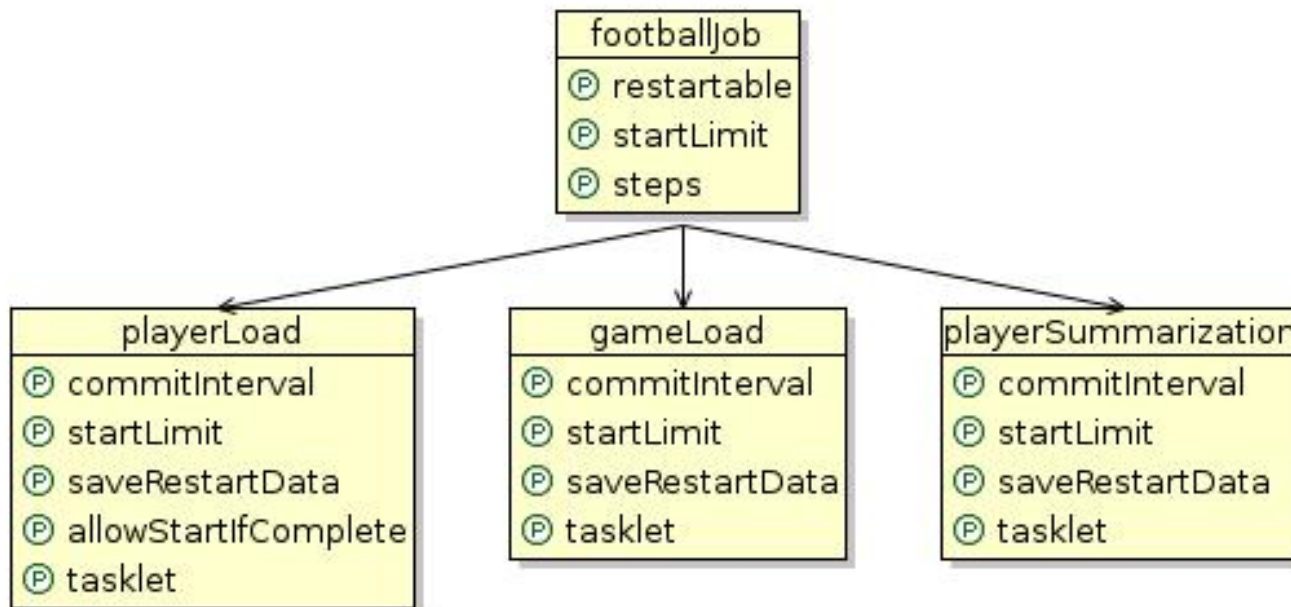 footballJob
P restartable
P startLimit
P steps
playerLoad
P commitInterval
P startLimit
P saveRestartData
P allowStartIfComplete
P tasklet
gameLoad
P commitInterval
P startLimit
P saveRestartData
P tasklet
playerSummarization
P commitInterval
P startLimit
P saveRestartData
P tasklet